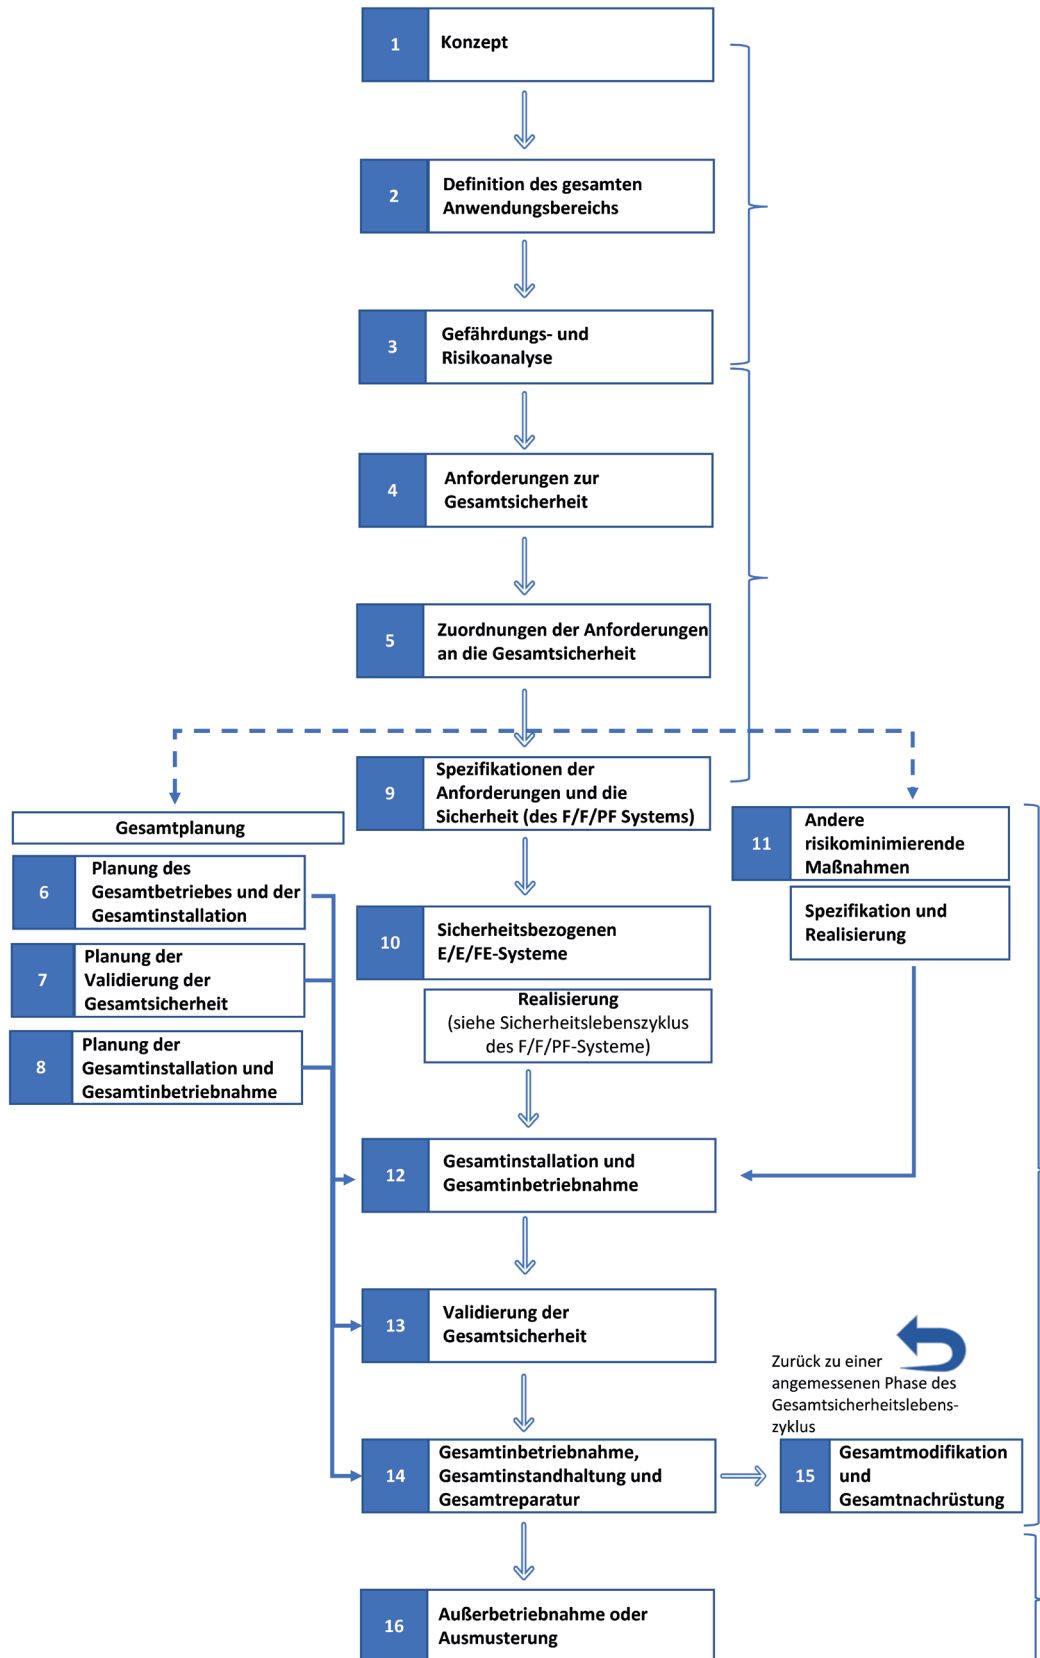 1
Konzept
2
Definition des gesamten
Anwendungsbereichs
3
Gefährdungs- und
Risikoanalyse
4
Anforderungen zur
Gesamtsicherheit
5
Zuordnungen der Anforderungen
an die Gesamtsicherheit
9
Spezifikationen der
Anforderungen und die
Sicherheit (des F/F/PF Systems)
Gesamtplanung
6
Planung des
Gesamtbetriebes und der
Gesamtinstallation
7
Planung der
Validierung der
Gesamtsicherheit
8
Planung der
Gesamtinstallation und
Gesamtinbetriebnahme
10
Sicherheitsbezogenen
E/E/FE-Systeme
Realisierung
(siehe Sicherheitslebenszyklus
des F/F/PF-Systeme)
11
Andere
risikominimierende
Maßnahmen
Spezifikation und
Realisierung
12
Gesamtinstallation und
Gesamtinbetriebnahme
13
Validierung der
Gesamtsicherheit
14
Gesamtinbetriebnahme,
Gesamtinstandhaltung und
Gesamtreparatur
Zurück zu einer
angemessenen Phase des
Gesamtsicherheitslebens-
zyklus
15
Gesamtmodifikation
und
Gesamtnachrüstung
16
Außerbetriebnahme oder
Ausmusterung